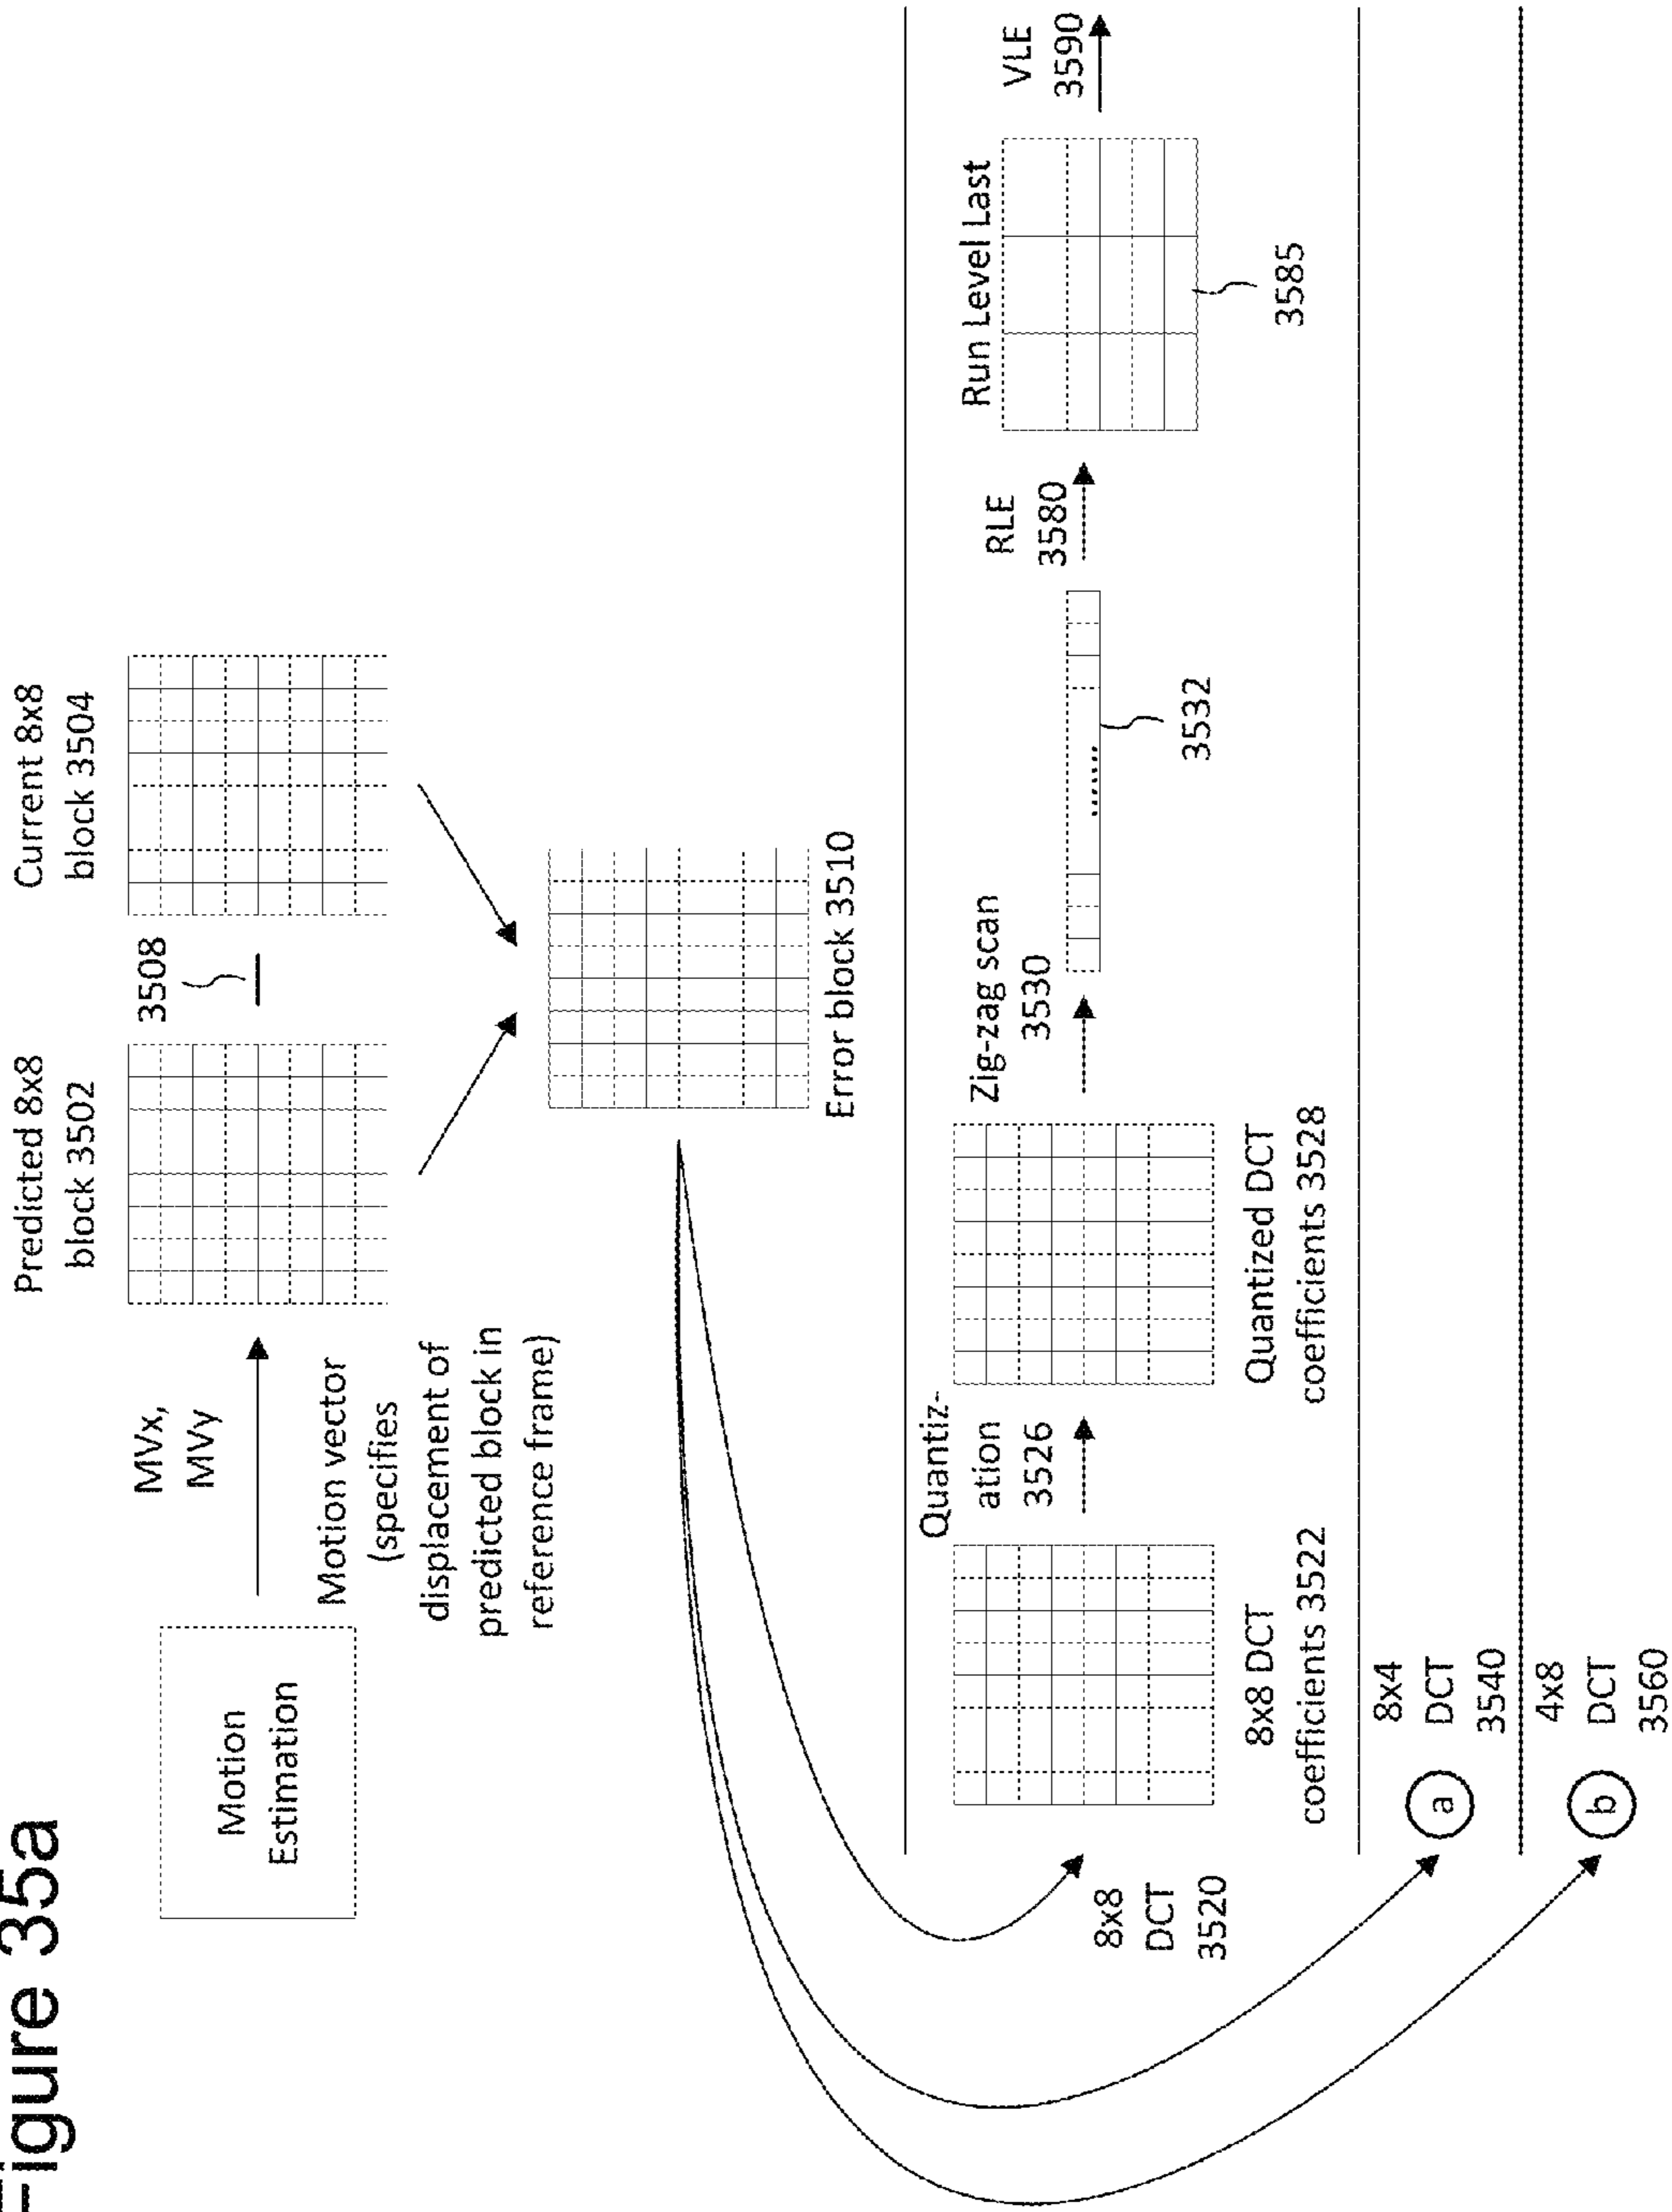 Figure 35a
Motion
Estimation
MVx,
MVy
Motion vector
(specifies
displacement of
predicted block in
reference frame)
Predicted 8x8
block 3502
3508
Current 8x8
block 3504
Error block 3510
8x8
DCT
3520
8x8 DCT
coefficients 3522
Quantiz-
ation
3526
Quantized DCT
coefficients 3528
Zig-zag scan
3530
3532
RLE
3580
Run Level Last
3585
VLE
3590
a
8x4
DCT
3540
b
4x8
DCT
3560